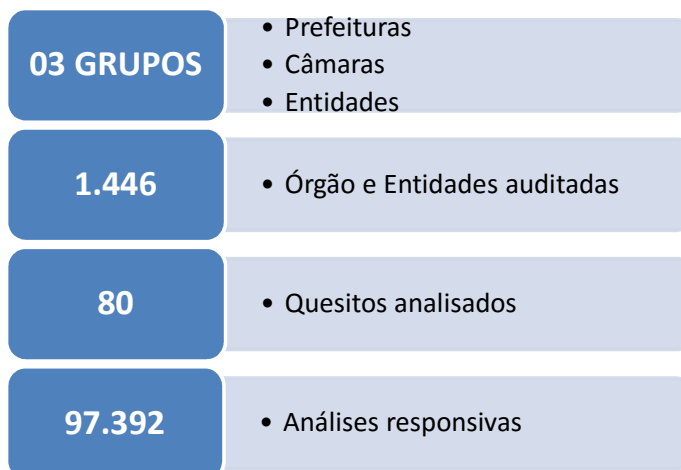 03 GRUPOS
• Prefeituras
• Câmaras
• Entidades
1.446
• Órgão e Entidades auditadas
80
• Quesitos analisados
97.392
• Análises responsivas